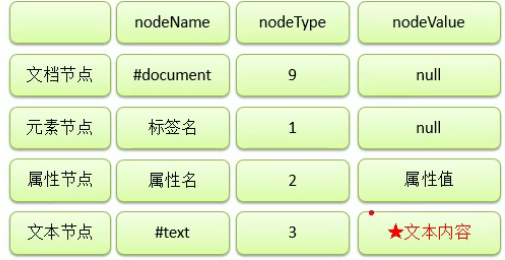 nodeName nodeType nodeValue
文档节点 #document 9 null
元素节点 标签名 1 null
属性节点 属性名 2 属性值
文本节点 #text 3 ★文本内容